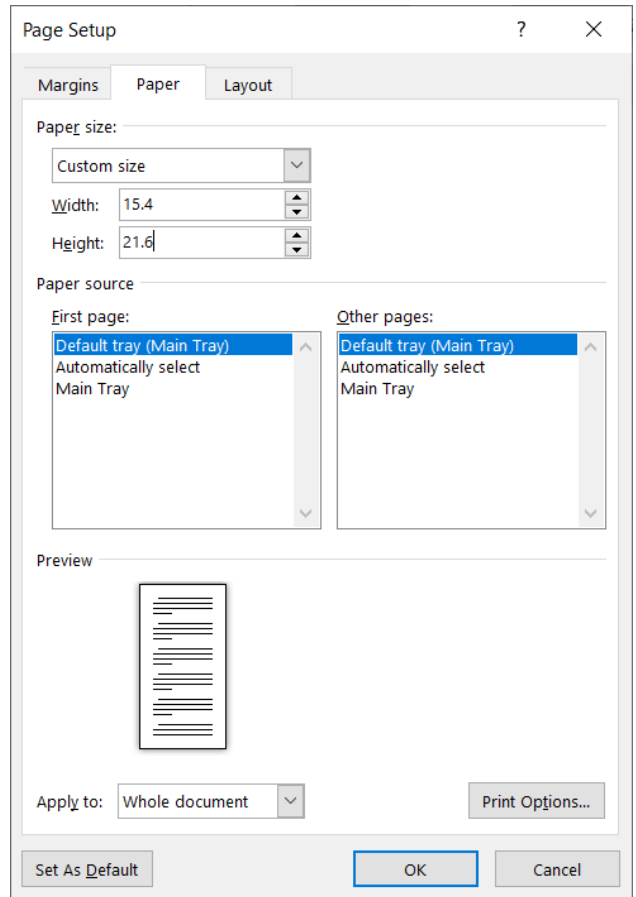 Page Setup ?
Margins Paper Layout
Paper size:
Custom size
Width: 15.4
Height: 21.6
Paper source
First page: Other pages:
Default tray (Main Tray) Default tray (Main Tray)
Automatically select Automatically select
Main Tray Main Tray
Preview
Apply to: Whole document Print Options...
Set As Default OK Cancel